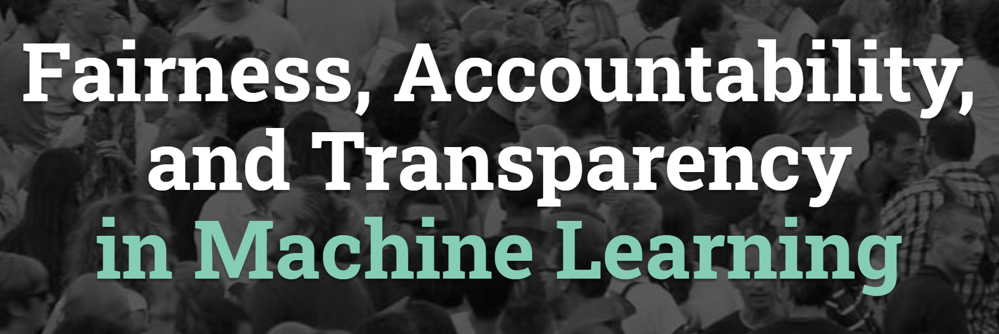 Fairness, Accountability,
and Transparency
in Machine Learning